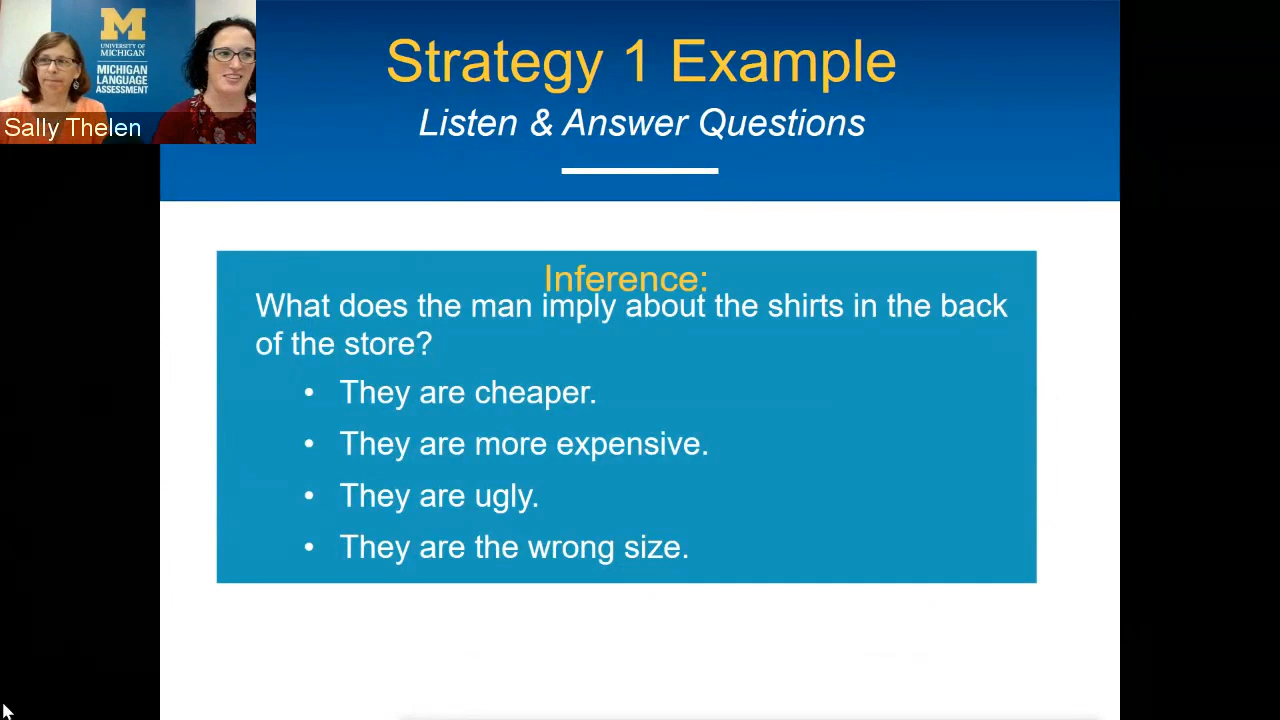 M
UNIVERSITY OF
MICHIGAN
MICHIGAN
LANGUAGE
ASSESSMENT
Sally Thelen
Strategy 1 Example
Listen & Answer Questions
Inference:
What does the man imply about the shirts in the back
of the store?
• They are cheaper.
• They are more expensive.
• They are ugly.
• They are the wrong size.